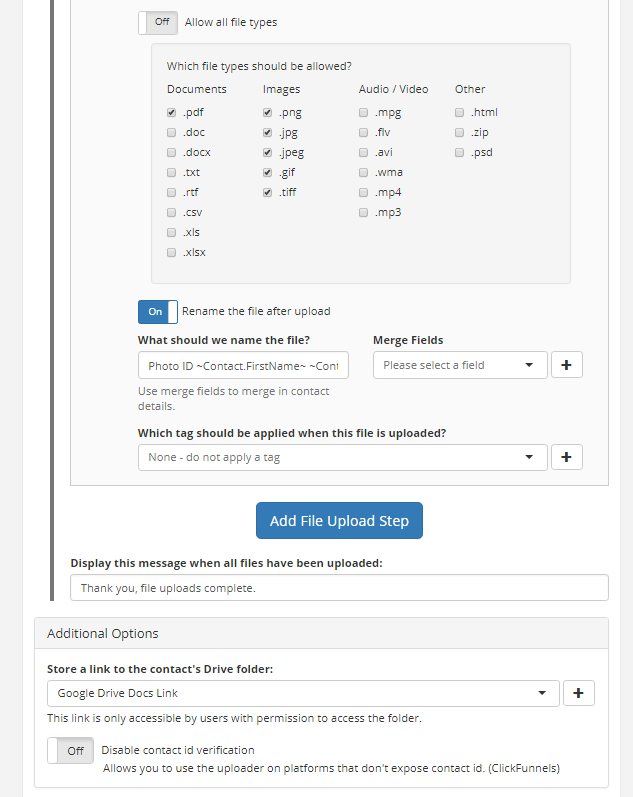 Off Allow all file types
Which file types should be allowed?
Documents Images Audio / Video Other
.pdf .png .mpg .html
.doc .jpg .flv .zip
.docx .jpeg .avi .psd
.txt .gif .wma
.rtf .tiff .mp4
.csv .mp3
.xls
.xlsx
On Rename the file after upload
What should we name the file? Merge Fields
Photo ID ~Contact.FirstName~ ~Cont Please select a field +
Use merge fields to merge in contact
details.
Which tag should be applied when this file is uploaded?
None - do not apply a tag +
Add File Upload Step
Display this message when all files have been uploaded:
Thank you, file uploads complete.
Additional Options
Store a link to the contact's Drive folder:
Google Drive Docs Link +
This link is only accessible by users with permission to access the folder.
Off Disable contact id verification
Allows you to use the uploader on platforms that don't expose contact id. (ClickFunnels)